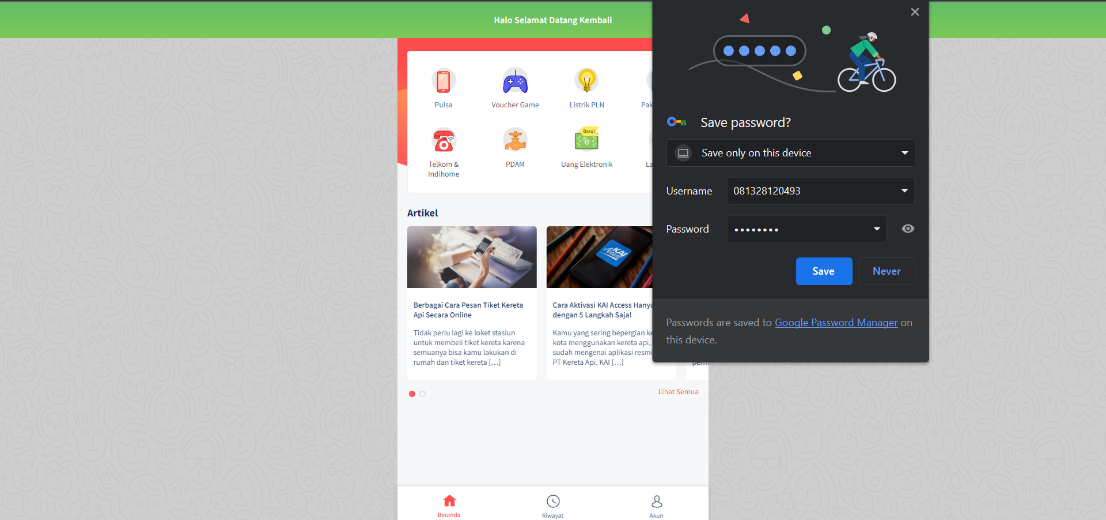 Halo Selamat Datang Kembali
Pulsa
Voucher Game
Listrik PLN
Telkom &
Indihome
PDAM
Baru!
Uang Elektronik
Artikel
KAI
Berbagai Cara Pesan Tiket Kereta
Api Secara Online
Tidak perlu lagi ke loket stasiun
untuk membeli tiket kereta karena
semuanya bisa kamu lakukan di
rumah dan tiket kereta [...]
Cara Aktivasi KAI Access Hanya
dengan 5 Langkah Saja!
Kamu yang sering bepergian ke
kota menggunakan kereta api,
sudah mengenai aplikasi resmi
PT Kereta Api. KAI [...]
Lihat Semua
Beranda
Riwayat
Akun
Save password?
Save only on this device
Username
081328120493
Password
••••••••
Save
Never
Passwords are saved to Google Password Manager on
this device.